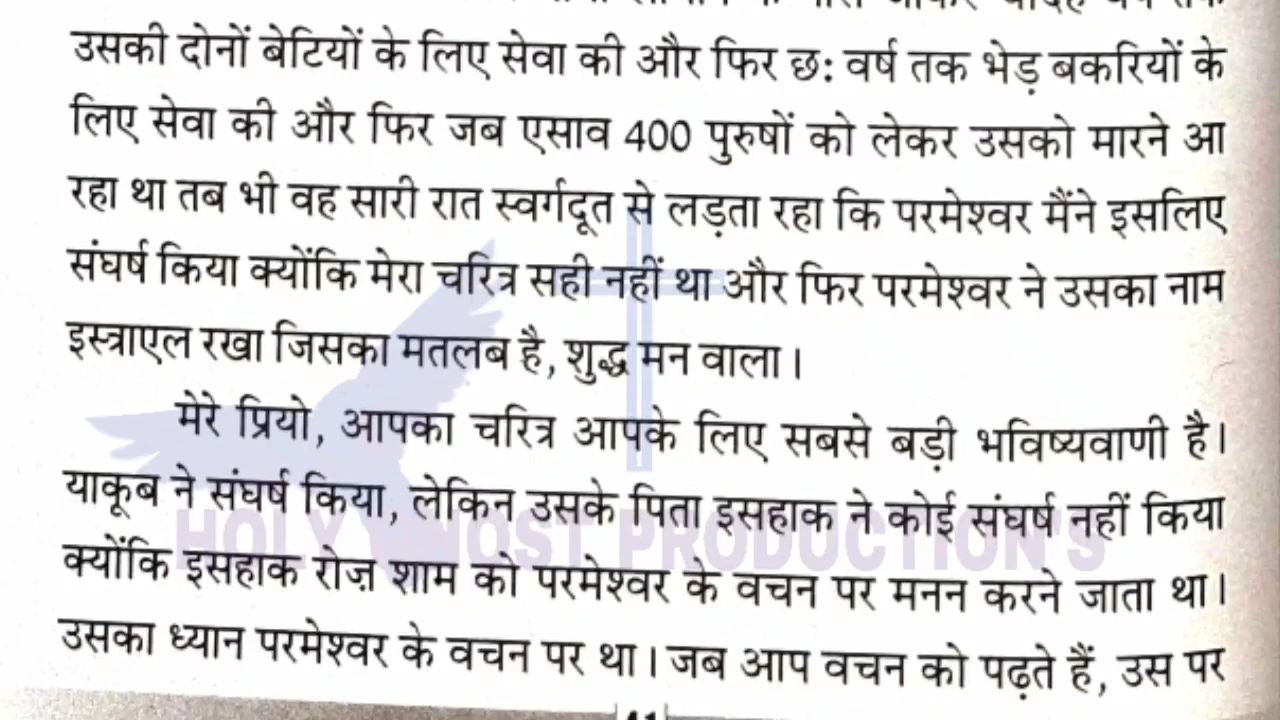 उसकी दोनों बेटियों के लिए सेवा की और फिर छः वर्ष तक भेड़ बकरियों के
लिए सेवा की और फिर जब एसाव 400 पुरुषों को लेकर उसको मारने आ
रहा था तब भी वह सारी रात स्वर्गदूत से लड़ता रहा कि परमेश्वर मैंने इसलिए
संघर्ष किया क्योंकि मेरा चरित्र सही नहीं था और फिर परमेश्वर ने उसका नाम
इस्त्राएल रखा जिसका मतलब है, शुद्ध मन वाला।
मेरे प्रियो, आपका चरित्र आपके लिए सबसे बड़ी भविष्यवाणी है।
याकूब ने संघर्ष किया, लेकिन उसके पिता इसहाक ने कोई संघर्ष नहीं किया
HOLY GHOST PRODUCTION'S
क्योंकि इसहाक रोज़ शाम को परमेश्वर के वचन पर मनन करने जाता था।
उसका ध्यान परमेश्वर के वचन पर था। जब आप वचन को पढ़ते हैं, उस पर